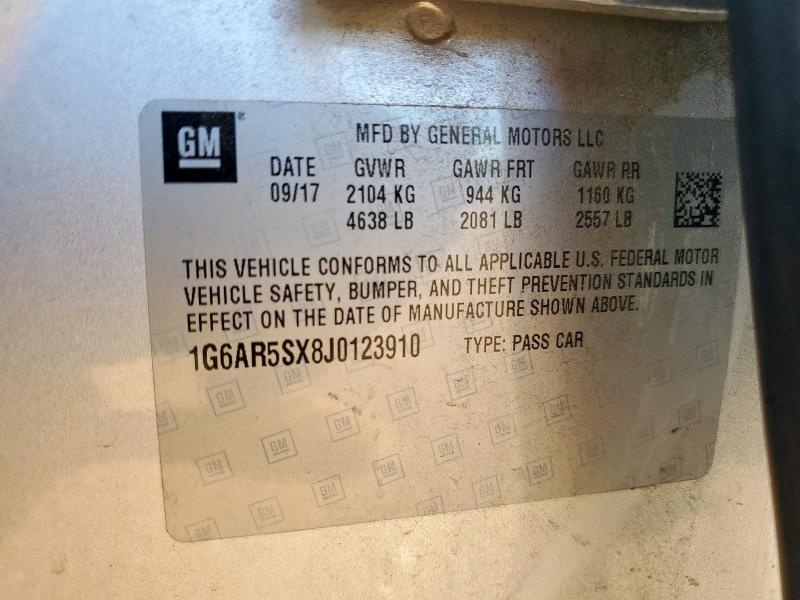 GM
MFD BY GENERAL MOTORS LLC
DATE GVWR GAWR FRT GAWR RR
09/17 2104 KG 944 KG 1160 KG
4638 LB 2081 LB 2557 LB
THIS VEHICLE CONFORMS TO ALL APPLICABLE U.S. FEDERAL MOTOR
VEHICLE SAFETY, BUMPER, AND THEFT PREVENTION STANDARDS IN
EFFECT ON THE DATE OF MANUFACTURE SHOWN ABOVE.
1G6AR5SX8J0123910 TYPE: PASS CAR